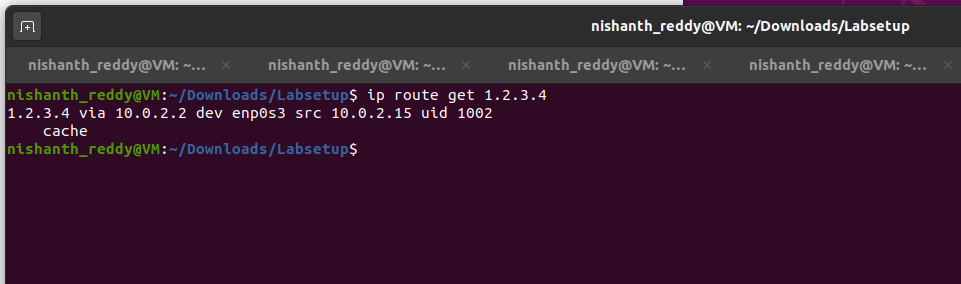 nishanth_reddy@VM: ~/Downloads/Labsetup
nishanth_reddy@VM: ~... × nishanth_reddy@VM: ~... × nishanth_reddy@VM: ~... × nishanth_reddy@VM: ~... ×
nishanth_reddy@VM:~/Downloads/Labsetup$ ip route get 1.2.3.4
1.2.3.4 via 10.0.2.2 dev enp0s3 src 10.0.2.15 uid 1002
    cache
nishanth_reddy@VM:~/Downloads/Labsetup$